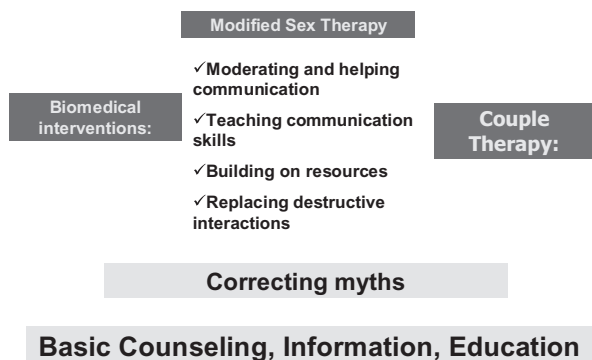 Modified Sex Therapy
Biomedical
interventions:
✓Moderating and helping
communication
✓Teaching communication
skills
✓Building on resources
✓Replacing destructive
interactions
Couple
Therapy:
Correcting myths
Basic Counseling, Information, Education